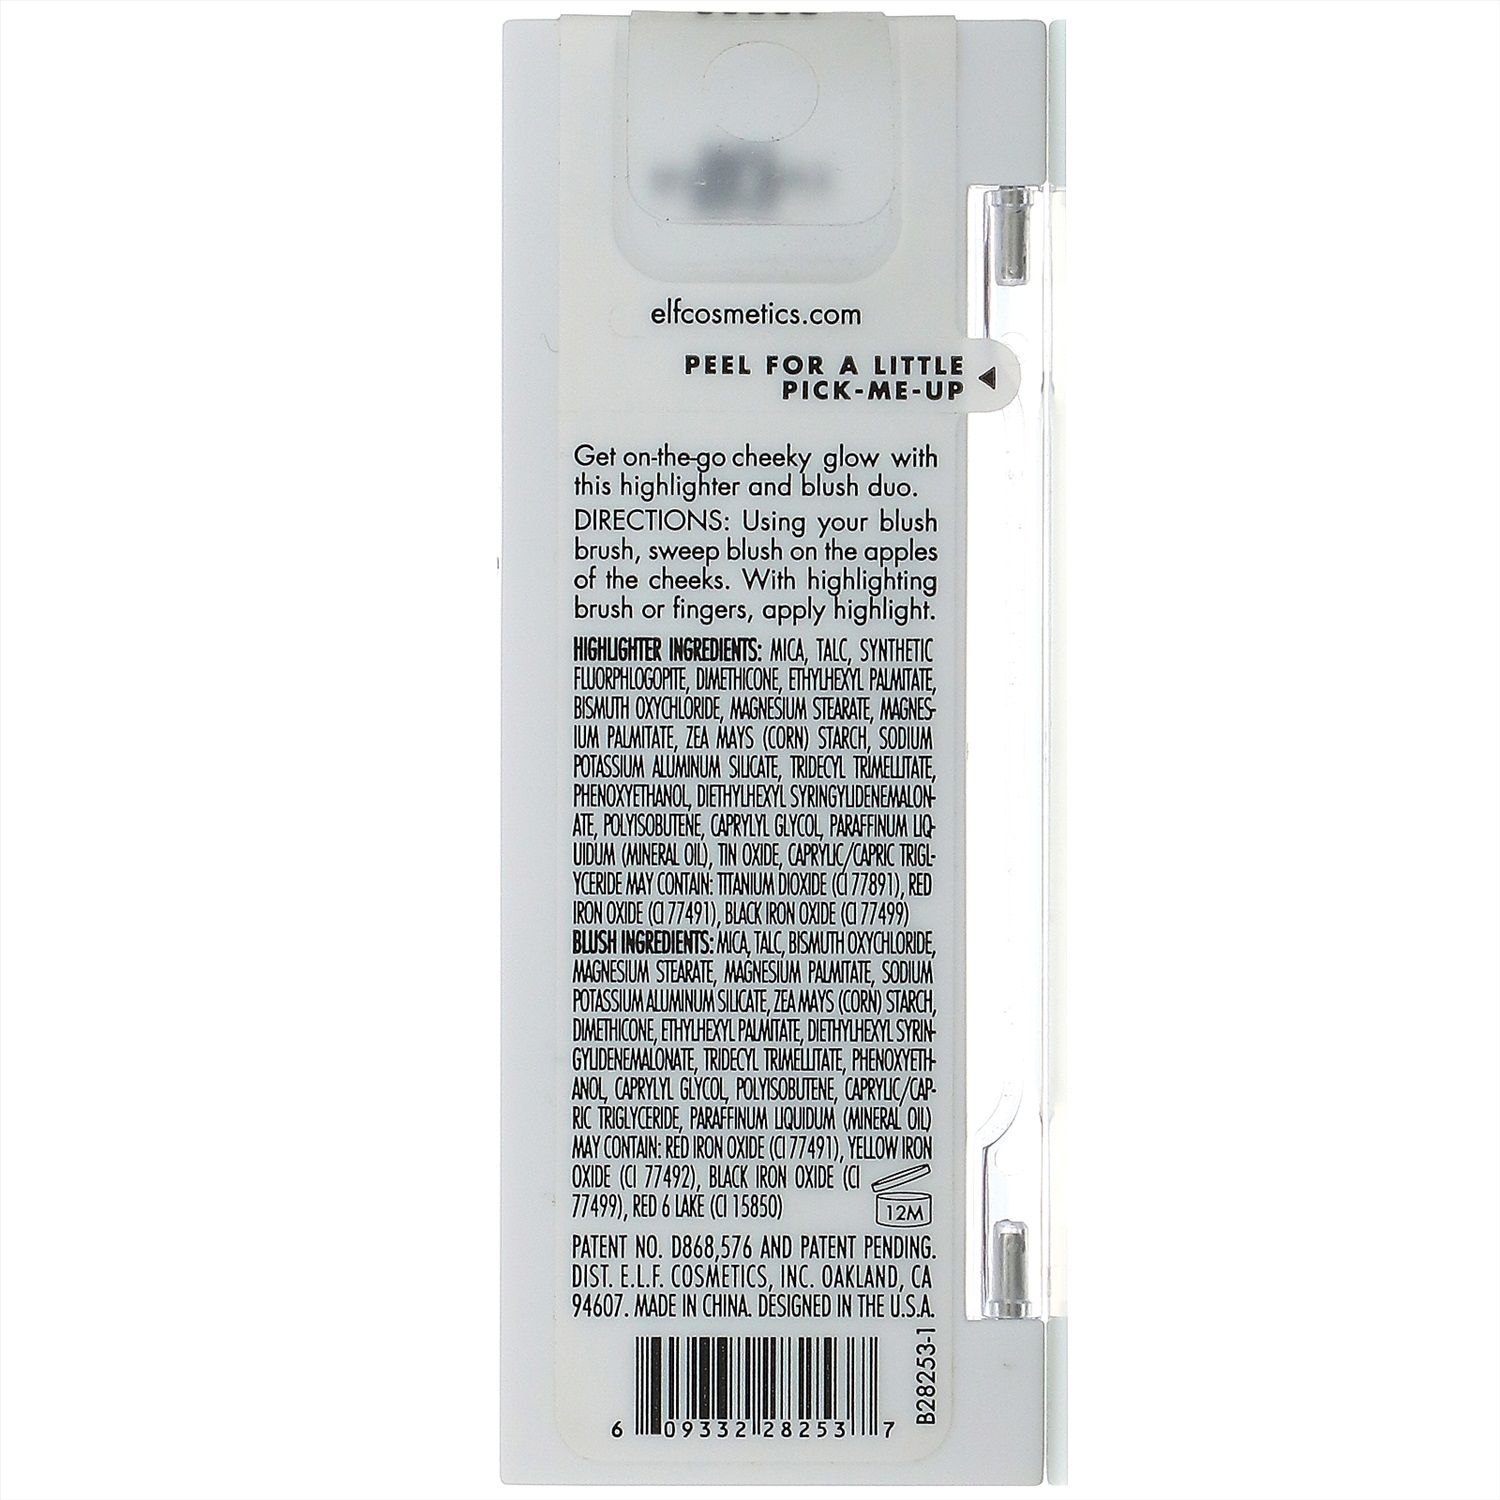 elfcosmetics.com
PEEL FOR A LITTLE
PICK-ME-UP
Get on-the-go cheeky glow with
this highlighter and blush duo.
DIRECTIONS: Using your blush
brush, sweep blush on the apples
of the cheeks. With highlighting
brush or fingers, apply highlight.
HIGHLIGHTER INGREDIENTS: MICA, TALC, SYNTHETIC
FLUORPHLOGOPITE, DIMETHICONE, ETHYLHEXYL PALMITATE,
BISMUTH OXYCHLORIDE, MAGNESIUM STEARATE, MAGNES-
IUM PALMITATE, ZEA MAYS (CORN) STARCH, SODIUM
POTASSIUM ALUMINUM SILICATE, TRIDECYL TRIMELLITATE,
PHENOXYETHANOL, DIETHYLHEXYL SYRINGYLIDENEMALON-
ATE, POLYISOBUTENE, CAPRYLYL GLYCOL, PARAFFINUM LIQ-
UIDUM (MINERAL OIL), TIN OXIDE, CAPRYLIC/CAPRIC TRIGL-
YCERIDE MAY CONTAIN: TITANIUM DIOXIDE (CI 77891), RED
IRON OXIDE (CI 77491), BLACK IRON OXIDE (CI 77499)
BLUSH INGREDIENTS: MICA, TALC, BISMUTH OXYCHLORIDE,
MAGNESIUM STEARATE, MAGNESIUM PALMITATE, SODIUM
POTASSIUM ALUMINUM SILICATE, ZEA MAYS (CORN) STARCH,
DIMETHICONE, ETHYLHEXYL PALMITATE, DIETHYLHEXYL SYRIN-
GYLIDENEMALONATE, TRIDECYL TRIMELLITATE, PHENOXYETH-
ANOL, CAPRYLYL GLYCOL, POLYISOBUTENE, CAPRYLIC/CAP-
RIC TRIGLYCERIDE, PARAFFINUM LIQUIDUM (MINERAL OIL)
MAY CONTAIN: RED IRON OXIDE (CI 77491), YELLOW IRON
OXIDE (CI 77492), BLACK IRON OXIDE (CI
77499), RED 6 LAKE (CI 15850)
12M
PATENT NO. D868,576 AND PATENT PENDING.
DIST. E.L.F. COSMETICS, INC. OAKLAND, CA
94607. MADE IN CHINA. DESIGNED IN THE U.S.A.
B28253-1
6 09332 28253 7